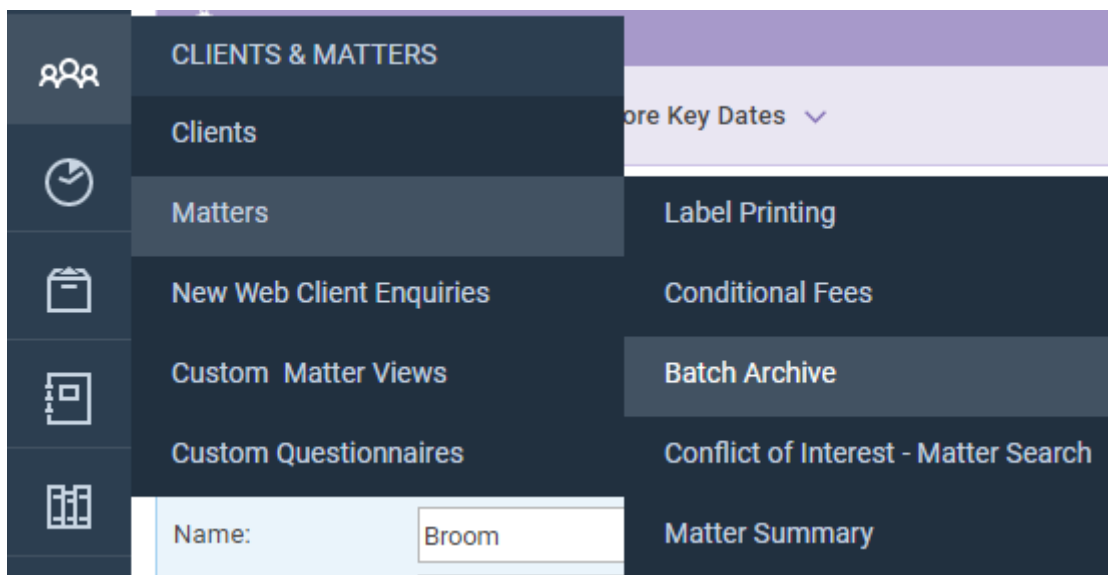 CLIENTS & MATTERS
ore Key Dates
Clients
Matters
New Web Client Enquiries
Custom  Matter Views
Custom Questionnaires
Label Printing
Conditional Fees
Batch Archive
Conflict of Interest - Matter Search
Matter Summary
Name:
Broom